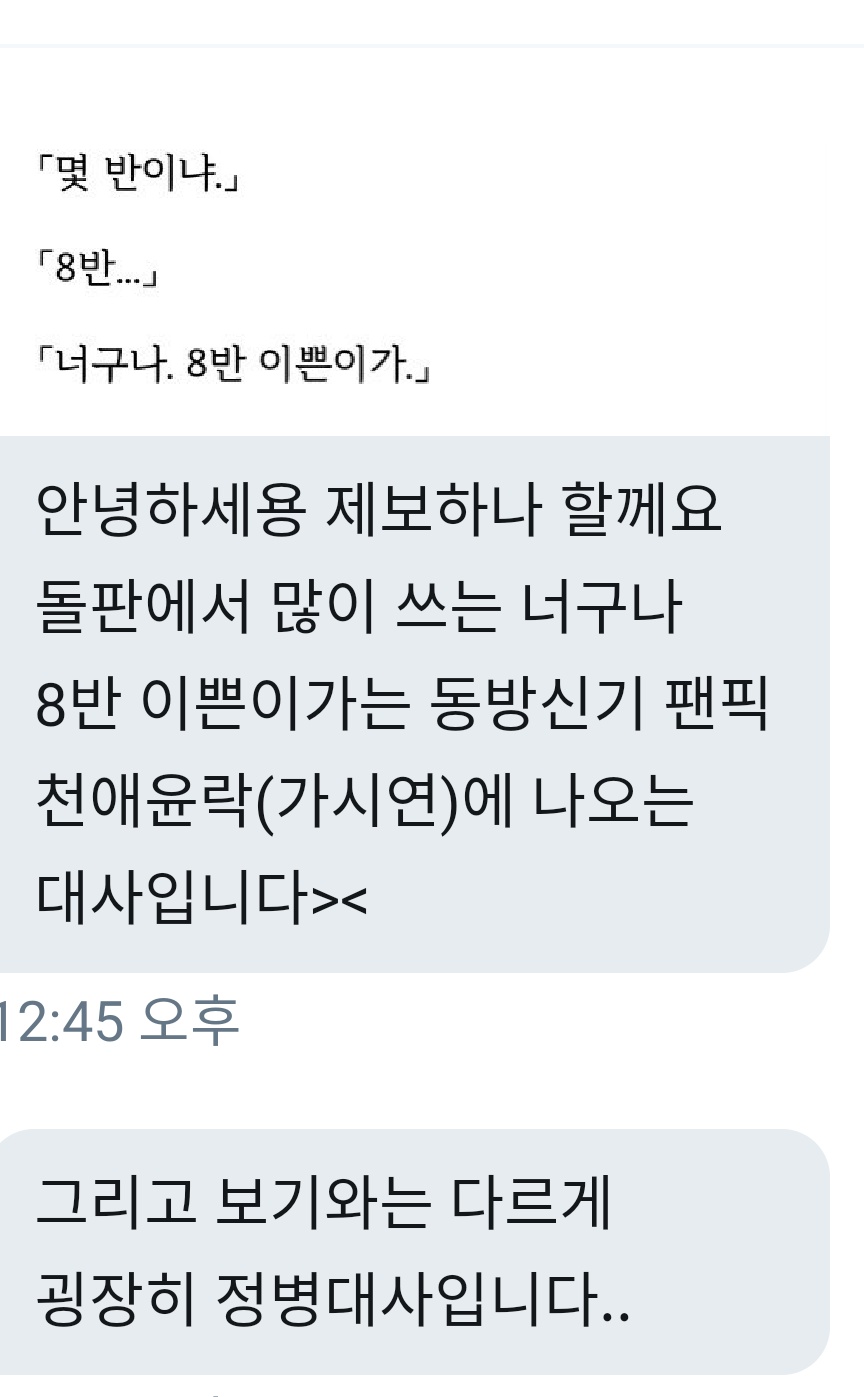 「몇 반이냐.」
「8반...」
「너구나. 8반 이쁜이가.」
안녕하세용 제보하나 할께요
돌판에서 많이 쓰는 너구나
8반 이쁜이가는 동방신기 팬픽
천애윤락(가시연)에 나오는
대사입니다><
12:45 오후
그리고 보기와는 다르게
굉장히 정병대사입니다..